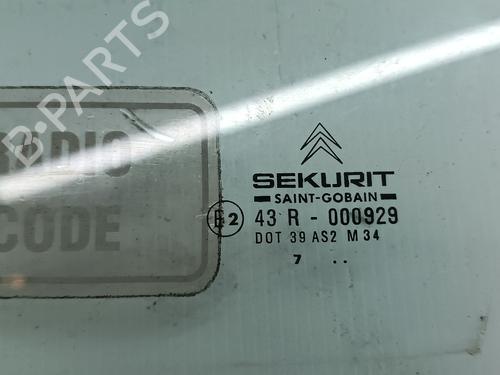 B-PARTS
RADIO
CODE
SEKURIT
SAINT-GOBAIN
E2 43 R - 000929
DOT 39 AS2 M 34
7 ..